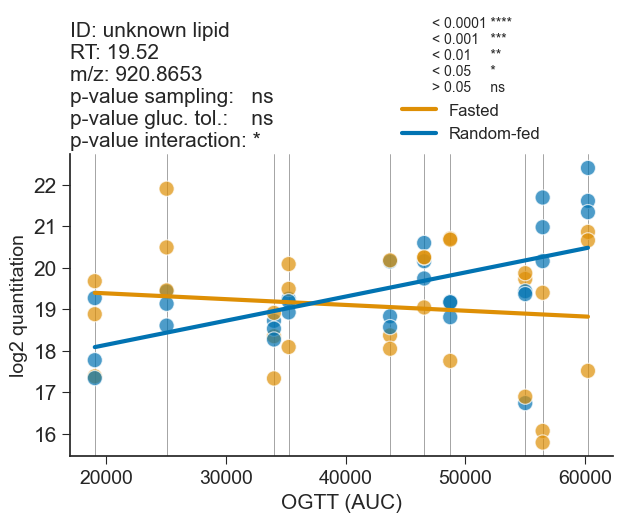 ID: unknown lipid
RT: 19.52
m/z: 920.8653
p-value sampling: ns
p-value gluc. tol.: ns
p-value interaction: *
< 0.0001 ****
< 0.001 ***
< 0.01 **
< 0.05 *
> 0.05 ns
Fasted
Random-fed
log2 quantitation
22
21
20
19
18
17
16
20000 30000 40000 50000 60000
OGTT (AUC)